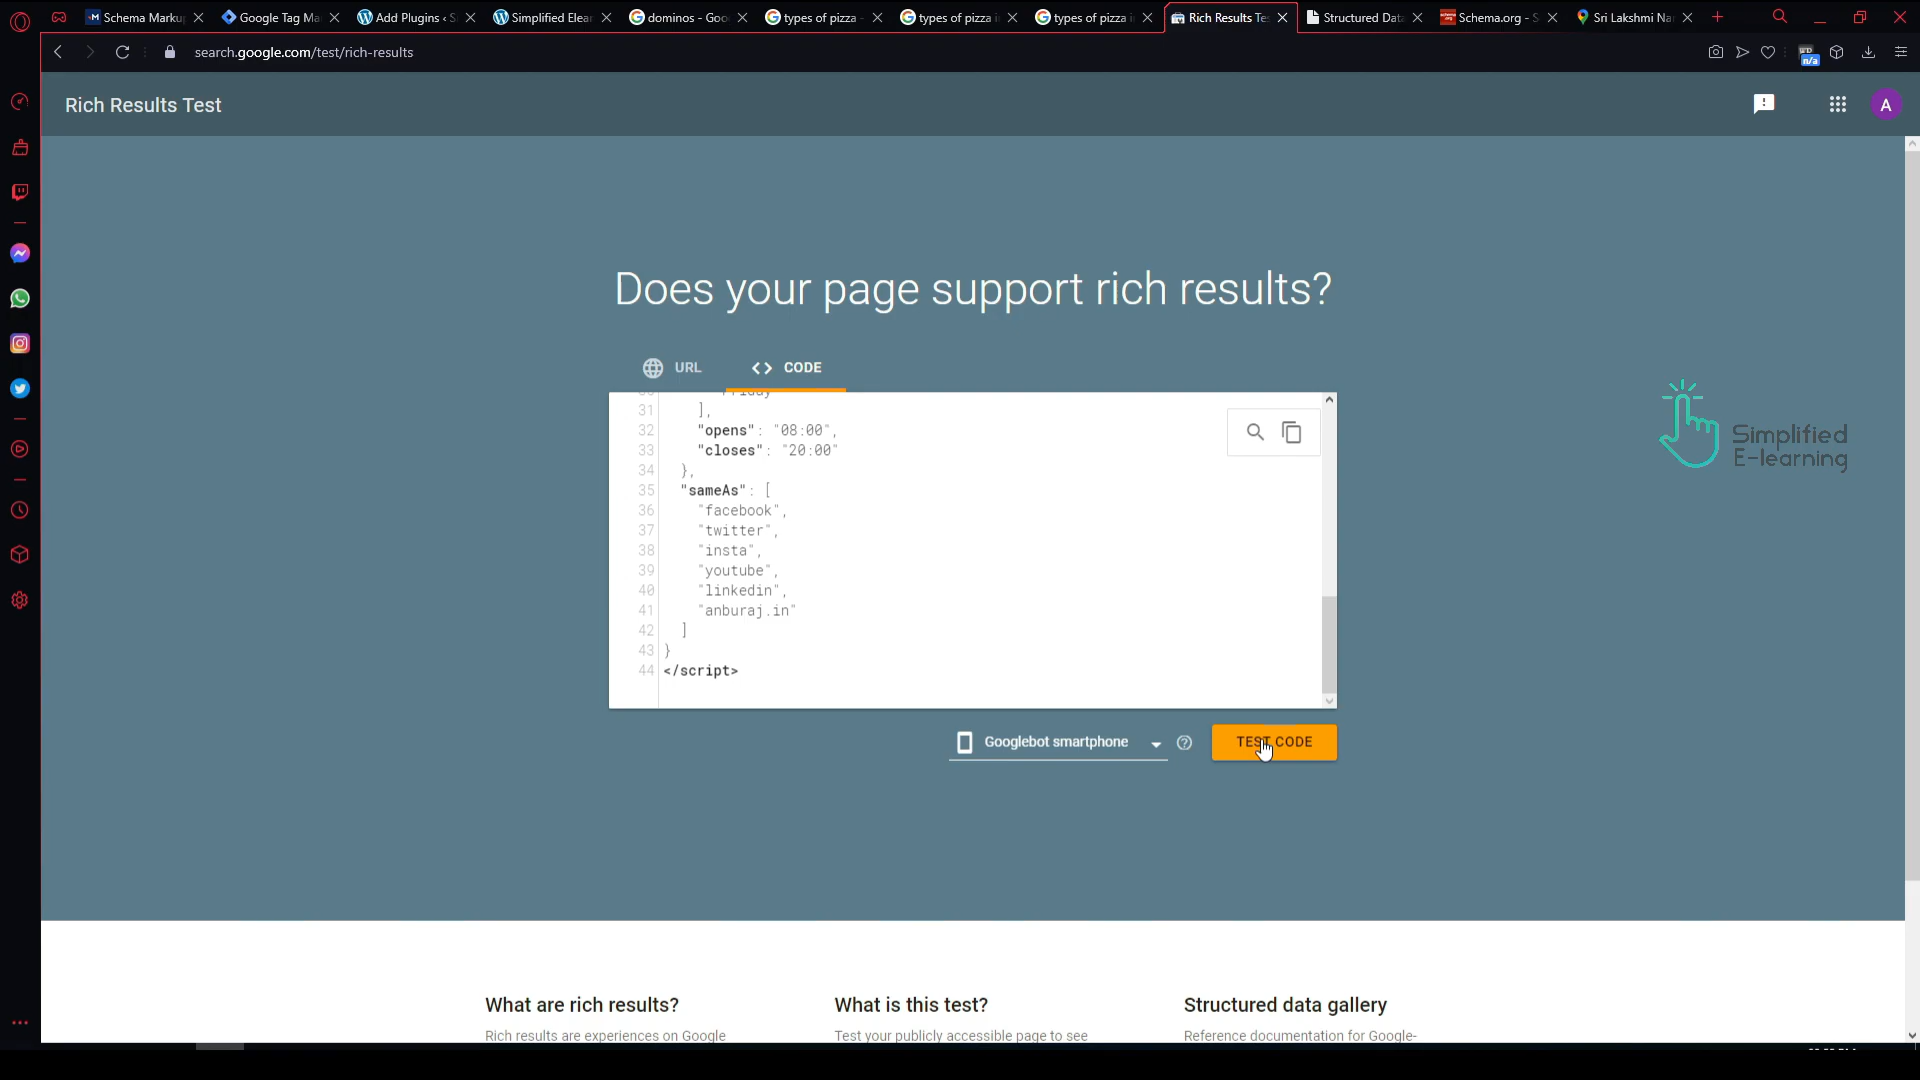 Schema Marku
Google Tag Ma
Add Plugins ‹ S
Simplified Elear
dominos - Goo
types of pizza -
types of pizza i
types of pizza i
Rich Results Te
Structured Data
Schema.org - S
Sri Lakshmi Na
search.google.com/test/rich-results
n/a
Rich Results Test
A
Does your page support rich results?
URL
<> CODE
31 ],
32 "opens": "08:00",
33 "closes": "20:00"
34 },
35 "sameAs": [
36 "facebook",
37 "twitter",
38 "insta",
39 "youtube",
40 "linkedin",
41 "anburaj.in"
42 ]
43 }
44 </script>
Simplified
E-learning
Googlebot smartphone
TEST CODE
What are rich results?
Rich results are experiences on Google
What is this test?
Test your publicly accessible page to see
Structured data gallery
Reference documentation for Google-